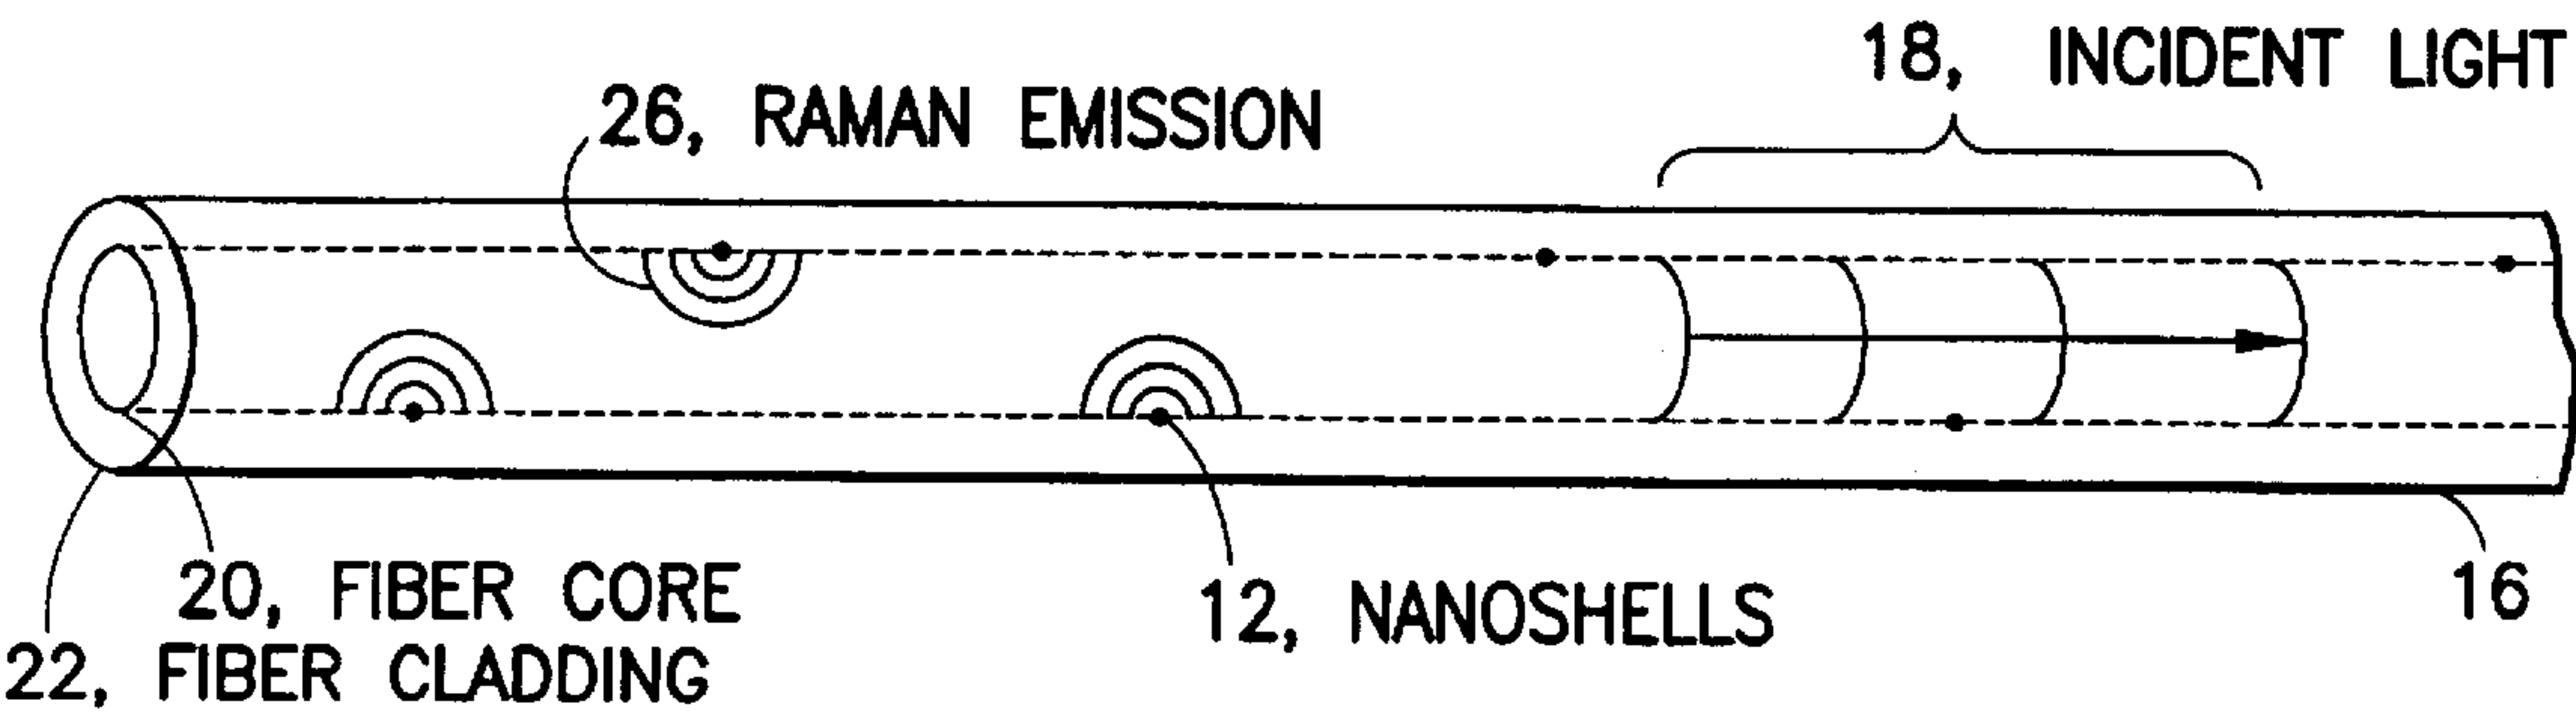 18, INCIDENT LIGHT
26, RAMAN EMISSION
20, FIBER CORE
22, FIBER CLADDING
12, NANOSHELLS
16